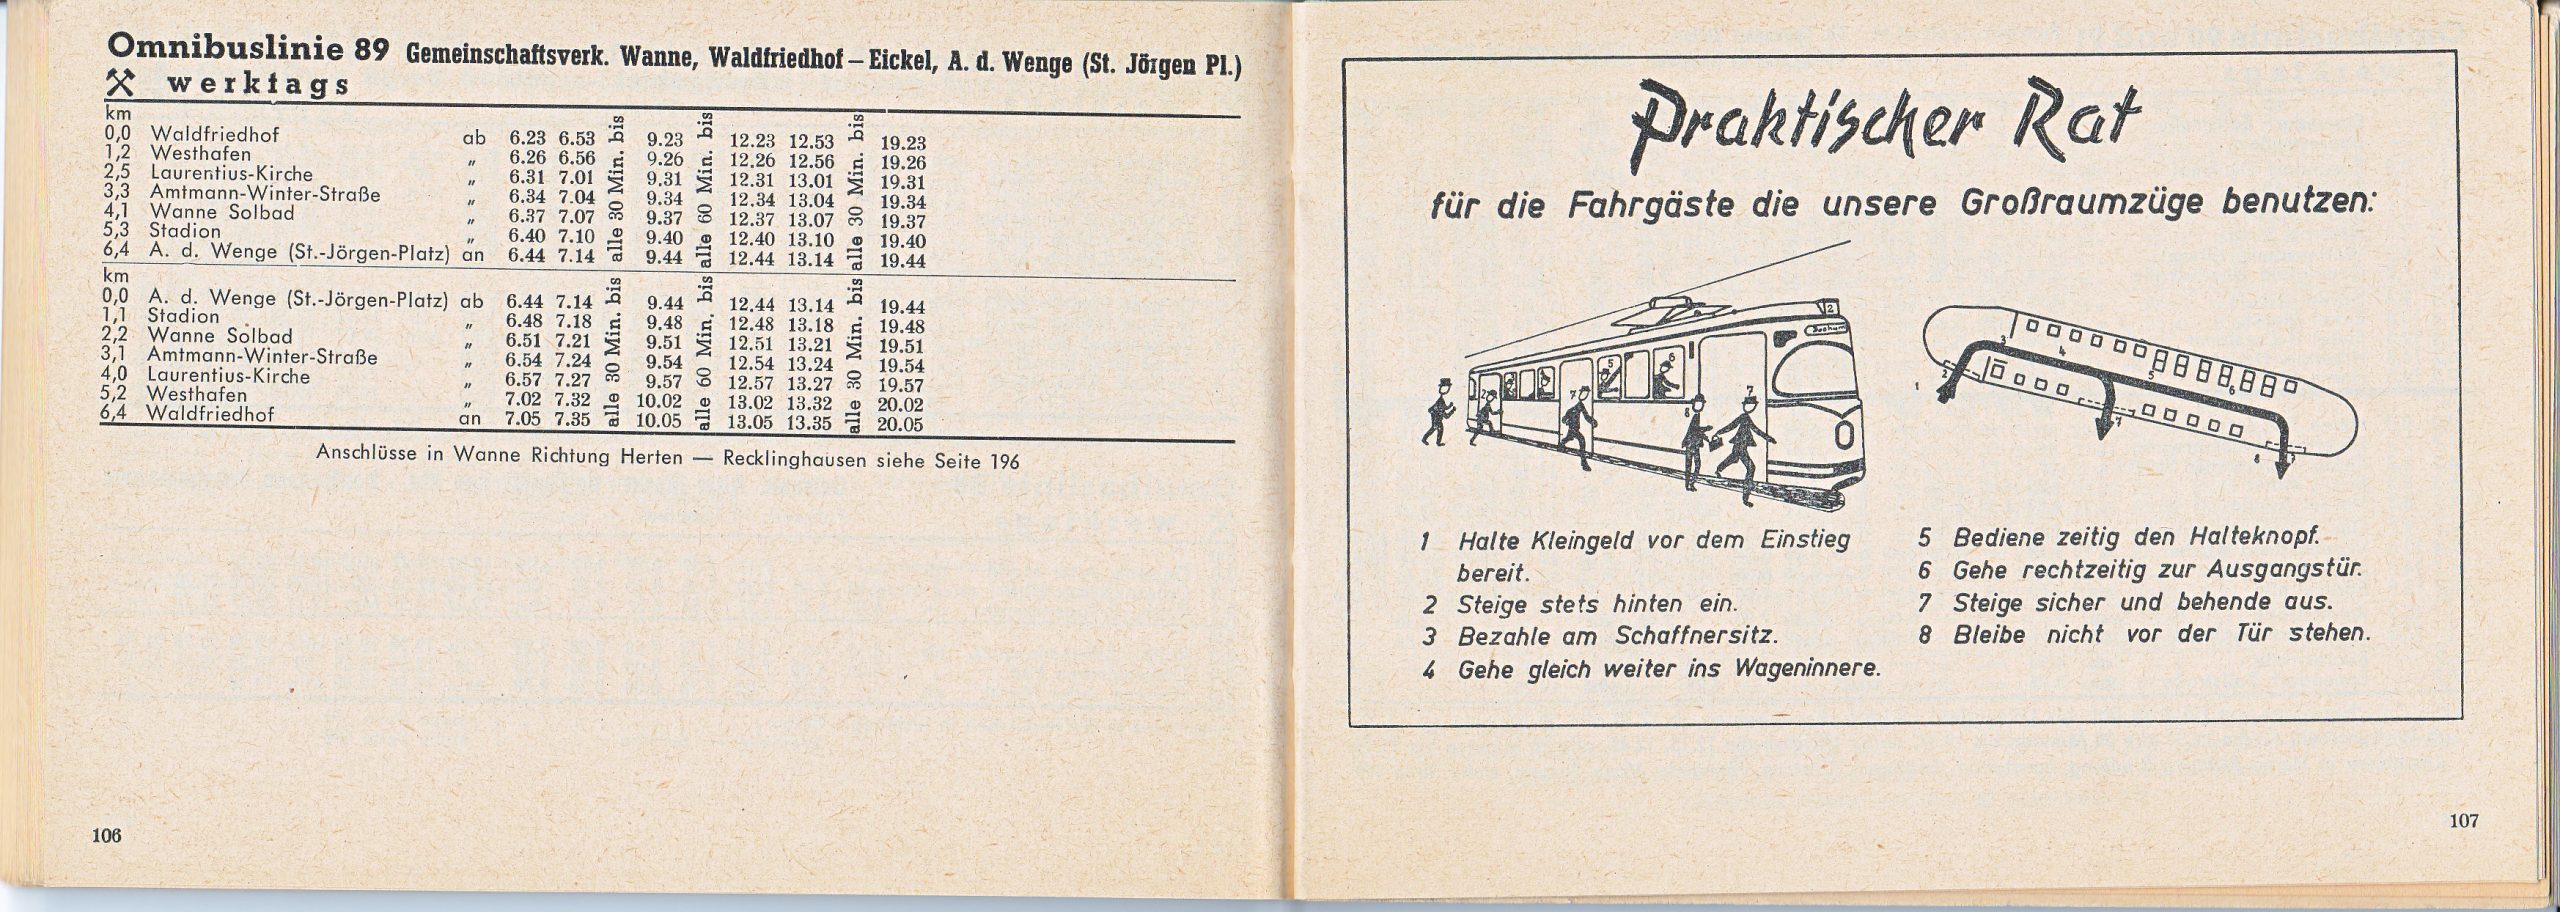 Omnibuslinie 89 Gemeinschaftsverk. Wanne, Waldfriedhof – Eickel, A. d. Wenge (St. Jörgen Pl.)
⚒ werktags
km
0,0 Waldfriedhof ab 6.23 6.53 alle 30 Min. bis 9.23 alle 60 Min. bis 12.23 12.53 alle 30 Min. bis 19.23
1,2 Westhafen „ 6.26 6.56 9.26 12.26 12.56 19.26
2,5 Laurentius-Kirche „ 6.31 7.01 9.31 12.31 13.01 19.31
3,3 Amtmann-Winter-Straße „ 6.34 7.04 9.34 12.34 13.04 19.34
4,1 Wanne Solbad „ 6.37 7.07 9.37 12.37 13.07 19.37
5,3 Stadion „ 6.40 7.10 9.40 12.40 13.10 19.40
6,4 A. d. Wenge (St.-Jörgen-Platz) an 6.44 7.14 9.44 12.44 13.14 19.44
km
0,0 A. d. Wenge (St.-Jörgen-Platz) ab 6.44 7.14 alle 30 Min. bis 9.44 alle 60 Min. bis 12.44 13.14 alle 30 Min. bis 19.44
1,1 Stadion „ 6.48 7.18 9.48 12.48 13.18 19.48
2,2 Wanne Solbad „ 6.51 7.21 9.51 12.51 13.21 19.51
3,1 Amtmann-Winter-Straße „ 6.54 7.24 9.54 12.54 13.24 19.54
4,0 Laurentius-Kirche „ 6.57 7.27 9.57 12.57 13.27 19.57
5,2 Westhafen „ 7.02 7.32 10.02 13.02 13.32 20.02
6,4 Waldfriedhof an 7.05 7.35 10.05 13.05 13.35 20.05
Anschlüsse in Wanne Richtung Herten — Recklinghausen siehe Seite 196
106
Praktischer Rat
für die Fahrgäste die unsere Großraumzüge benutzen:
2
Bochum
2 7 5 6 8 7
1 2 3 4 5 6 7 8
1 Halte Kleingeld vor dem Einstieg
bereit.
2 Steige stets hinten ein.
3 Bezahle am Schaffnersitz.
4 Gehe gleich weiter ins Wageninnere.
5 Bediene zeitig den Halteknopf.
6 Gehe rechtzeitig zur Ausgangstür.
7 Steige sicher und behende aus.
8 Bleibe nicht vor der Tür stehen.
107